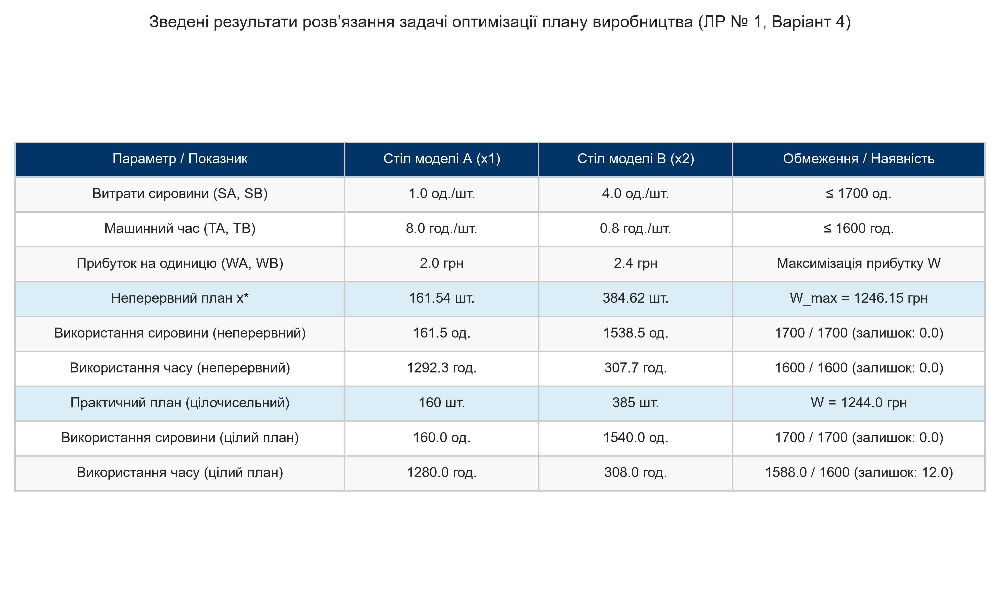 Зведені результати розв’язання задачі оптимізації плану виробництва (ЛР № 1, Варіант 4)
Параметр / Показник Стіл моделі А (x1) Стіл моделі В (x2) Обмеження / Наявність
Витрати сировини (SA, SB) 1.0 од./шт. 4.0 од./шт. ≤ 1700 од.
Машинний час (TA, TB) 8.0 год./шт. 0.8 год./шт. ≤ 1600 год.
Прибуток на одиницю (WA, WB) 2.0 грн 2.4 грн Максимізація прибутку W
Неперервний план x* 161.54 шт. 384.62 шт. W_max = 1246.15 грн
Використання сировини (неперервний) 161.5 од. 1538.5 од. 1700 / 1700 (залишок: 0.0)
Використання часу (неперервний) 1292.3 год. 307.7 год. 1600 / 1600 (залишок: 0.0)
Практичний план (цілочисельний) 160 шт. 385 шт. W = 1244.0 грн
Використання сировини (цілий план) 160.0 од. 1540.0 од. 1700 / 1700 (залишок: 0.0)
Використання часу (цілий план) 1280.0 год. 308.0 год. 1588.0 / 1600 (залишок: 12.0)